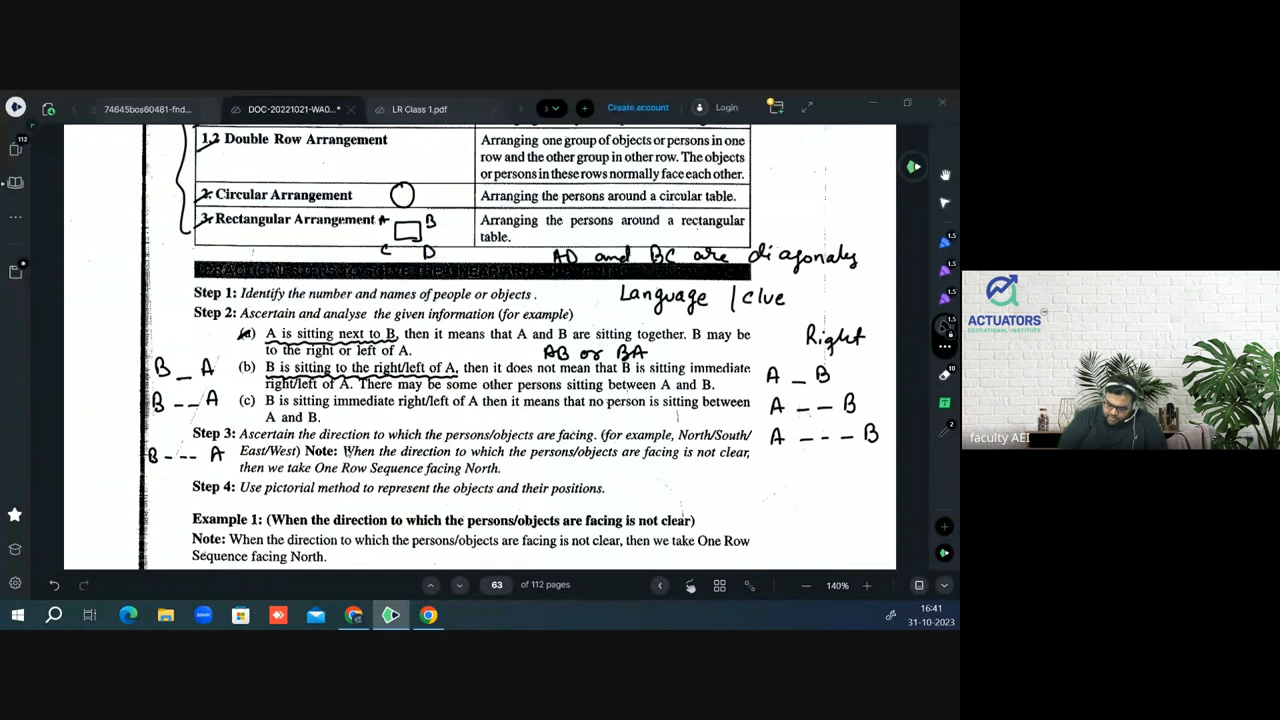 74645bos60481-fnd...
DOC-20221021-WA0...*
LR Class 1.pdf
3
Create account
Login
112
1.2 Double Row Arrangement
Arranging one group of objects or persons in one
row and the other group in other row. The objects
or persons in these rows normally face each other.
2. Circular Arrangement
Arranging the persons around a circular table.
3. Rectangular Arrangement
A B
C D
Arranging the persons around a rectangular
table.
AD and BC are diagonals
Step 1: Identify the number and names of people or objects .
Language / clue
Step 2: Ascertain and analyse the given information (for example)
(a) A is sitting next to B, then it means that A and B are sitting together. B may be
to the right or left of A.
AB or BA
Right
B _ A
(b) B is sitting to the right/left of A, then it does not mean that B is sitting immediate
right/left of A. There may be some other persons sitting between A and B.
A _ B
B _ _ A
(c) B is sitting immediate right/left of A then it means that no person is sitting between
A and B.
A _ _ B
Step 3: Ascertain the direction to which the persons/objects are facing. (for example, North/South/
East/West) Note: When the direction to which the persons/objects are facing is not clear,
then we take One Row Sequence facing North.
A _ _ _ B
B _ _ _ A
Step 4: Use pictorial method to represent the objects and their positions.
Example 1: (When the direction to which the persons/objects are facing is not clear)
Note: When the direction to which the persons/objects are facing is not clear, then we take One Row
Sequence facing North.
1.5
1.5
1.5
1.5
63 of 112 pages
140%
zoom
16:41
31-10-2023
ACTUATORS
EDUCATIONAL INSTITUTE
faculty AEI